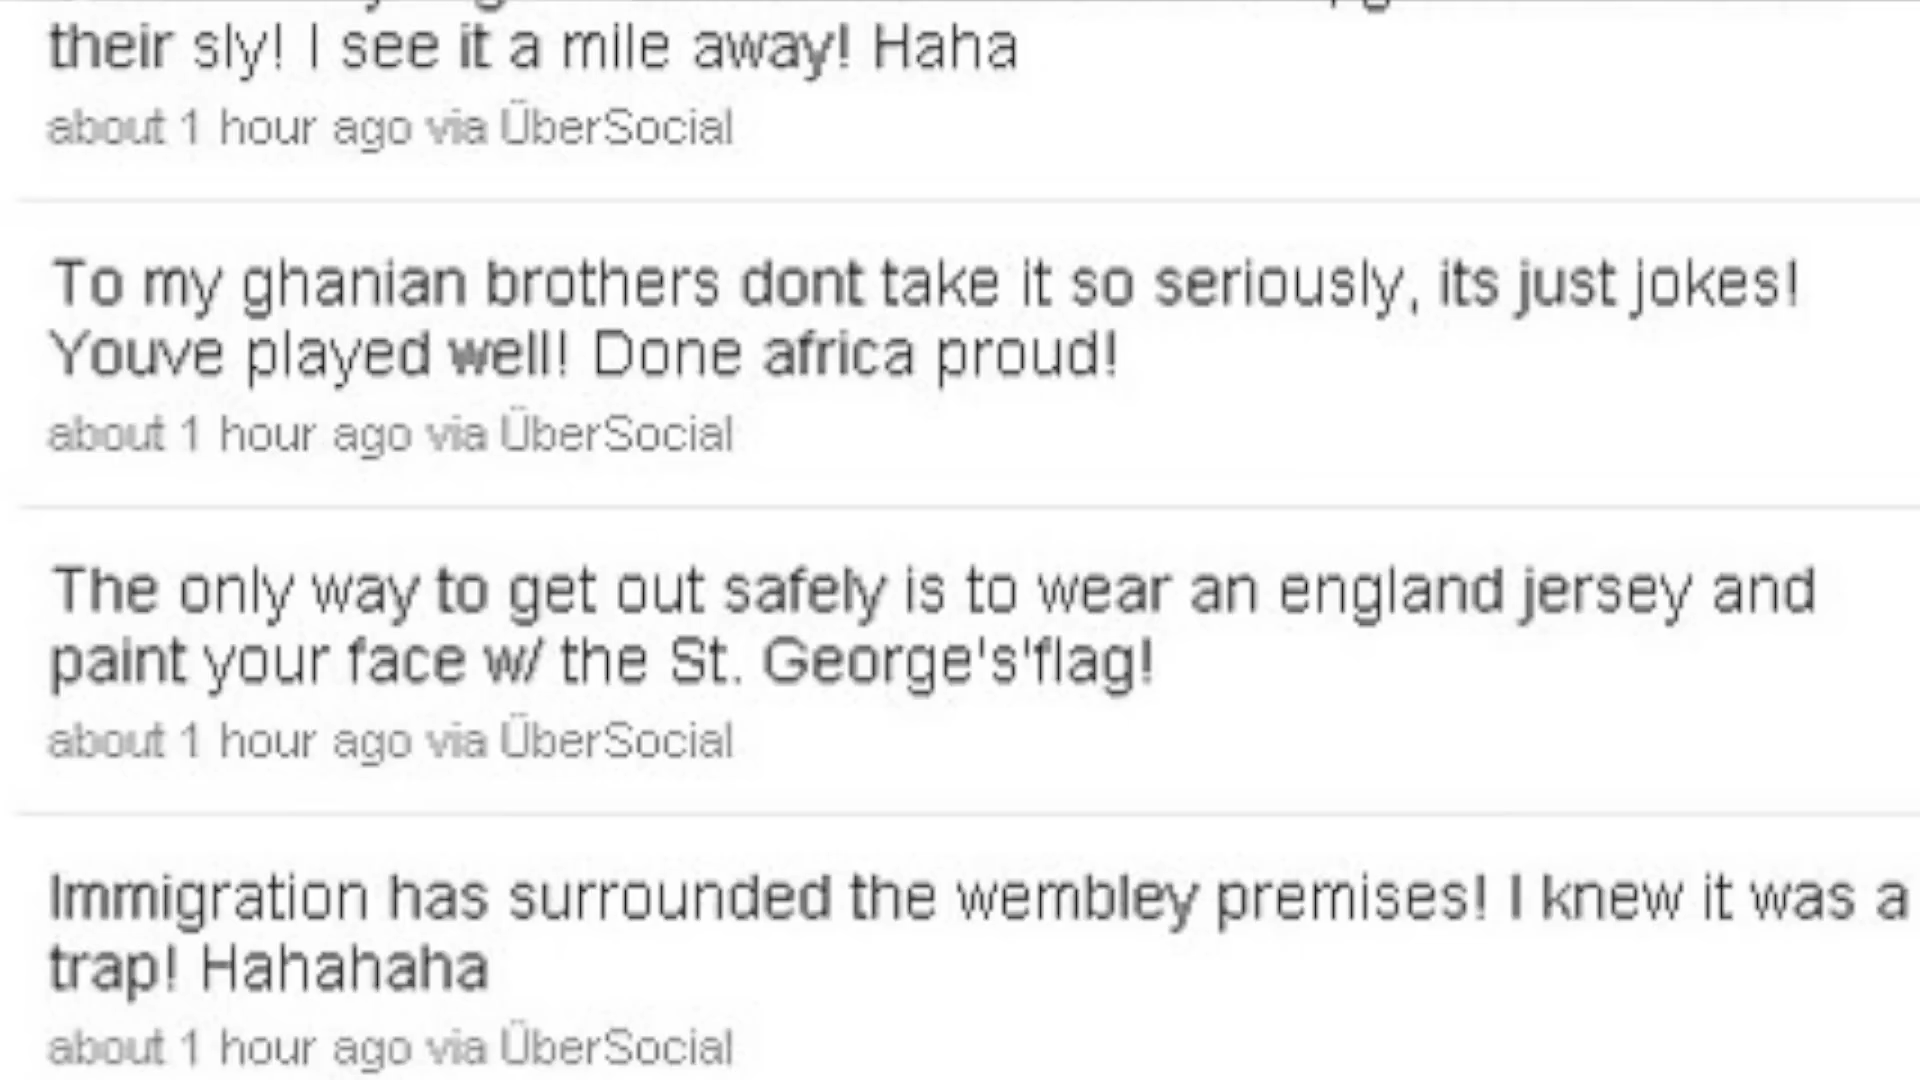 their sly! I see it a mile away! Haha
about 1 hour ago via ÜberSocial
To my ghanian brothers dont take it so seriously, its just jokes!
Youve played well! Done africa proud!
about 1 hour ago via ÜberSocial
The only way to get out safely is to wear an england jersey and
paint your face w/ the St. George's'flag!
about 1 hour ago via ÜberSocial
Immigration has surrounded the wembley premises! I knew it was a
trap! Hahahaha
about 1 hour ago via ÜberSocial